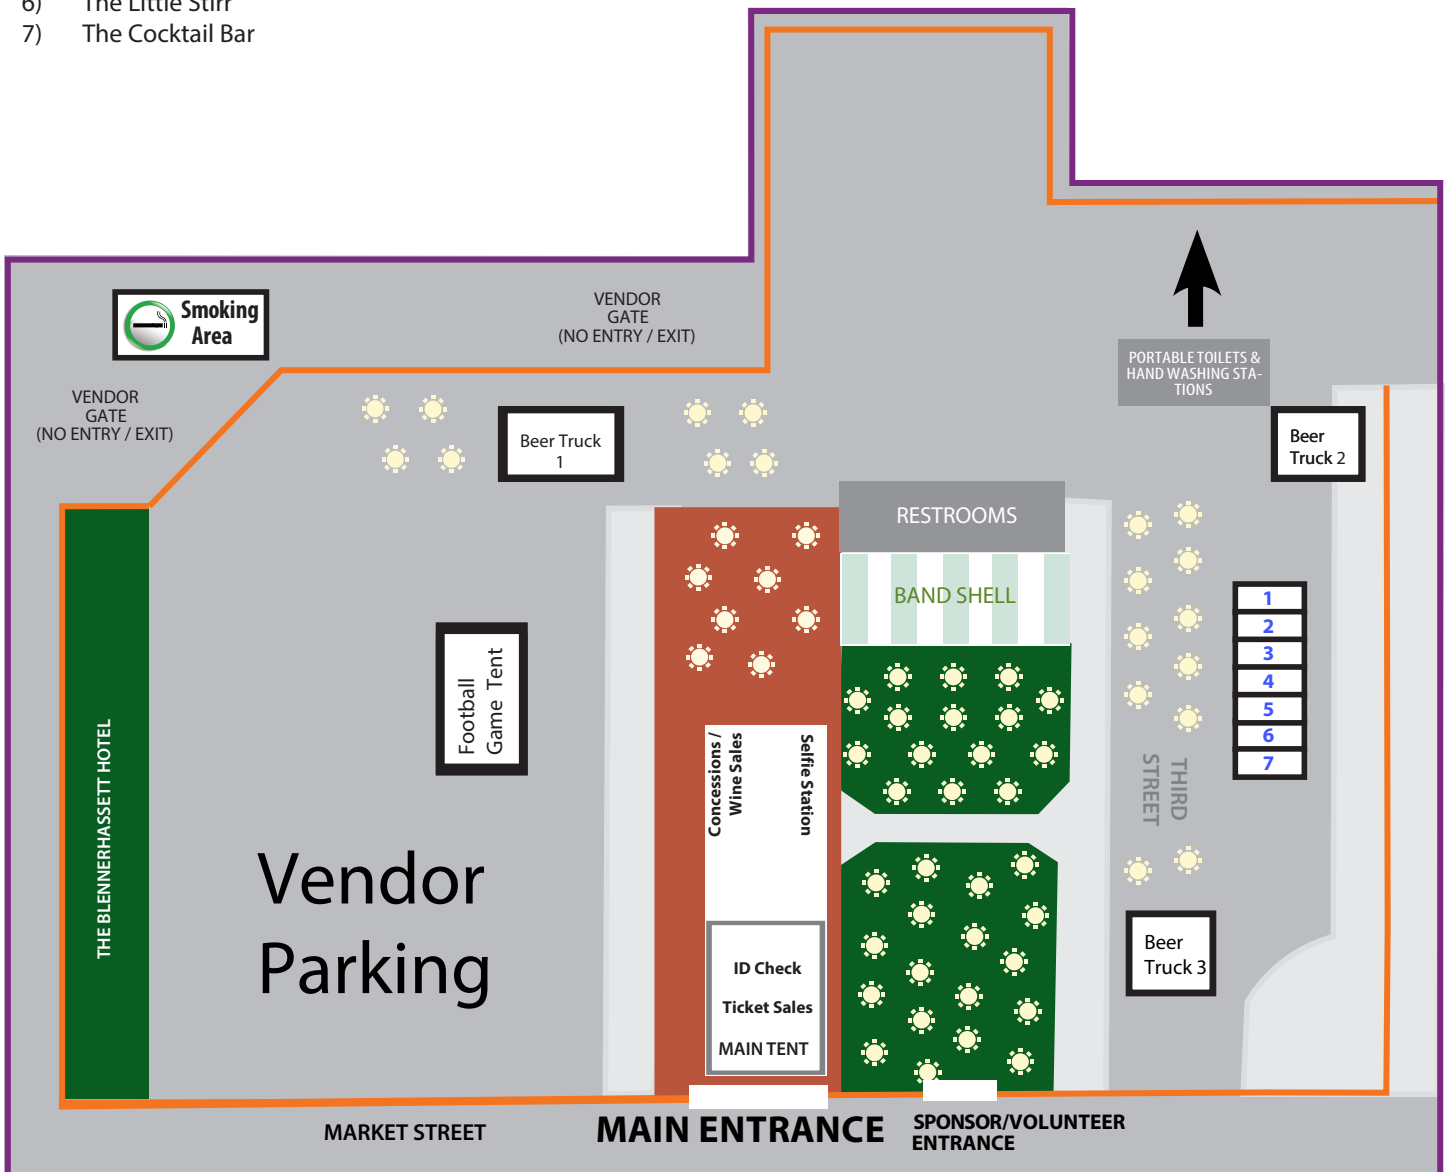 6) The Little Stirr
7) The Cocktail Bar
Smoking
Area
VENDOR
GATE
(NO ENTRY / EXIT)
VENDOR
GATE
(NO ENTRY / EXIT)
PORTABLE TOILETS &
HAND WASHING STA-
TIONS
Beer Truck
1
Beer
Truck 2
RESTROOMS
BAND SHELL
1
2
3
4
5
6
7
Football
Game Tent
THE BLENNERHASSETT HOTEL
Concessions /
Wine Sales
Selfie Station
THIRD
STREET
Vendor
Parking
Beer
Truck 3
ID Check
Ticket Sales
MAIN TENT
MARKET STREET
MAIN ENTRANCE
SPONSOR/VOLUNTEER
ENTRANCE